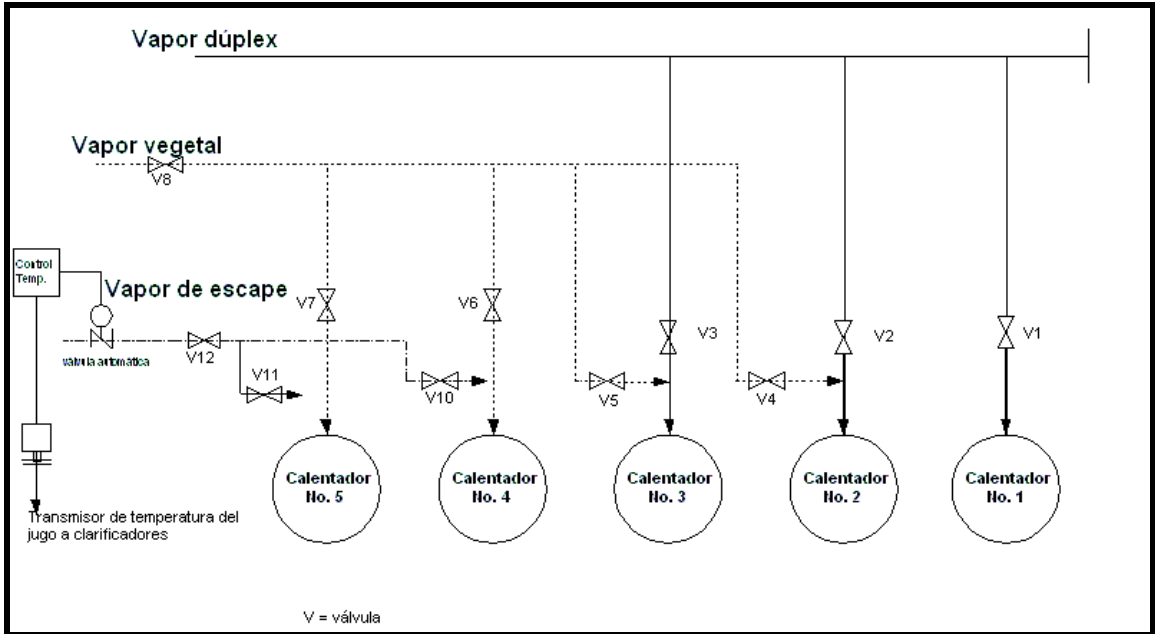 Vapor dúplex
Vapor vegetal
V8
Control
Temp.
Vapor de escape
V7
V6
V3
V2
V1
válvula automática
V12
V11
V10
V5
V4
Calentador
No. 5
Calentador
No. 4
Calentador
No. 3
Calentador
No. 2
Calentador
No. 1
Transmisor de temperatura del
jugo a clarificadores
V = válvula